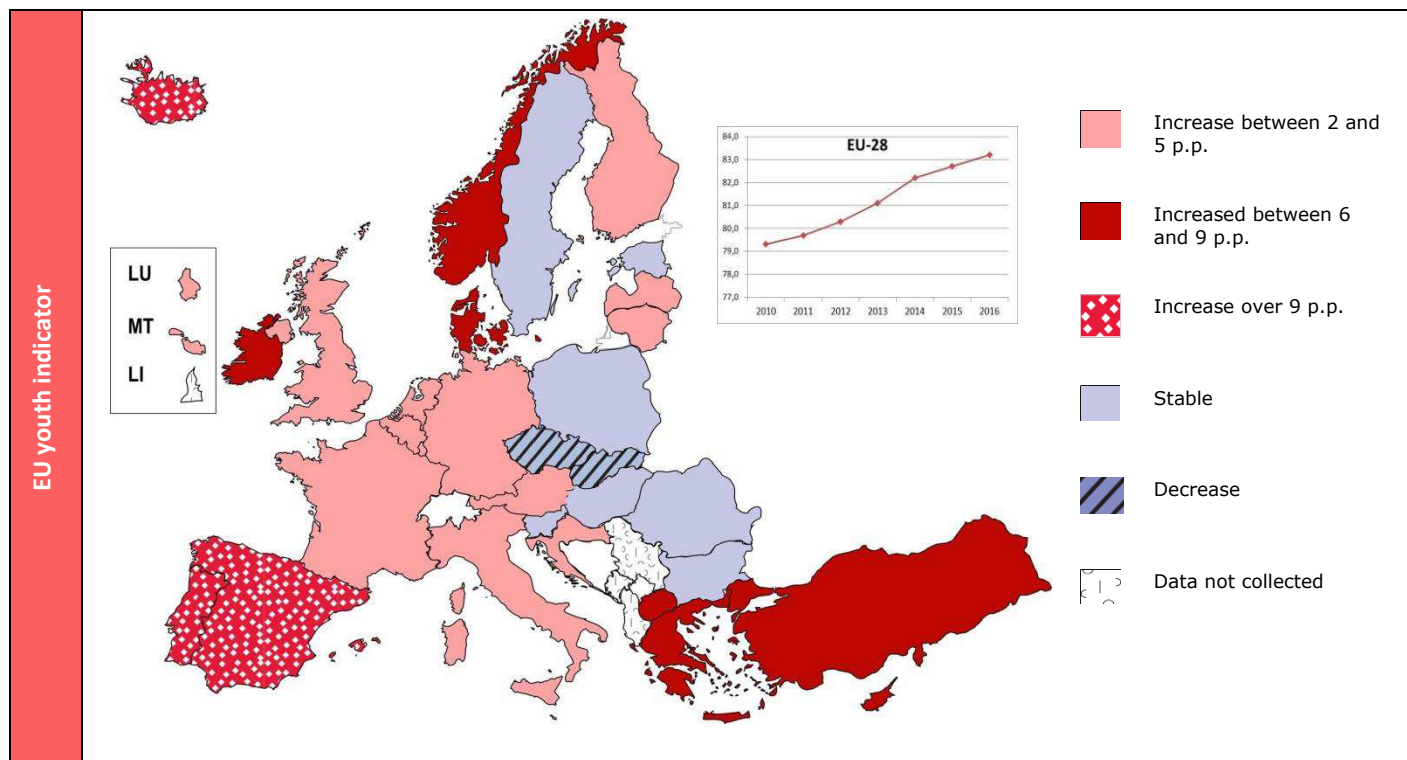 EU youth indicator
LU
MT
LI
EU-28
84,0
83,0
82,0
81,0
80,0
79,0
78,0
77,0
2010 2011 2012 2013 2014 2015 2016
Increase between 2 and
5 p.p.
Increased between 6
and 9 p.p.
Increase over 9 p.p.
Stable
Decrease
Data not collected